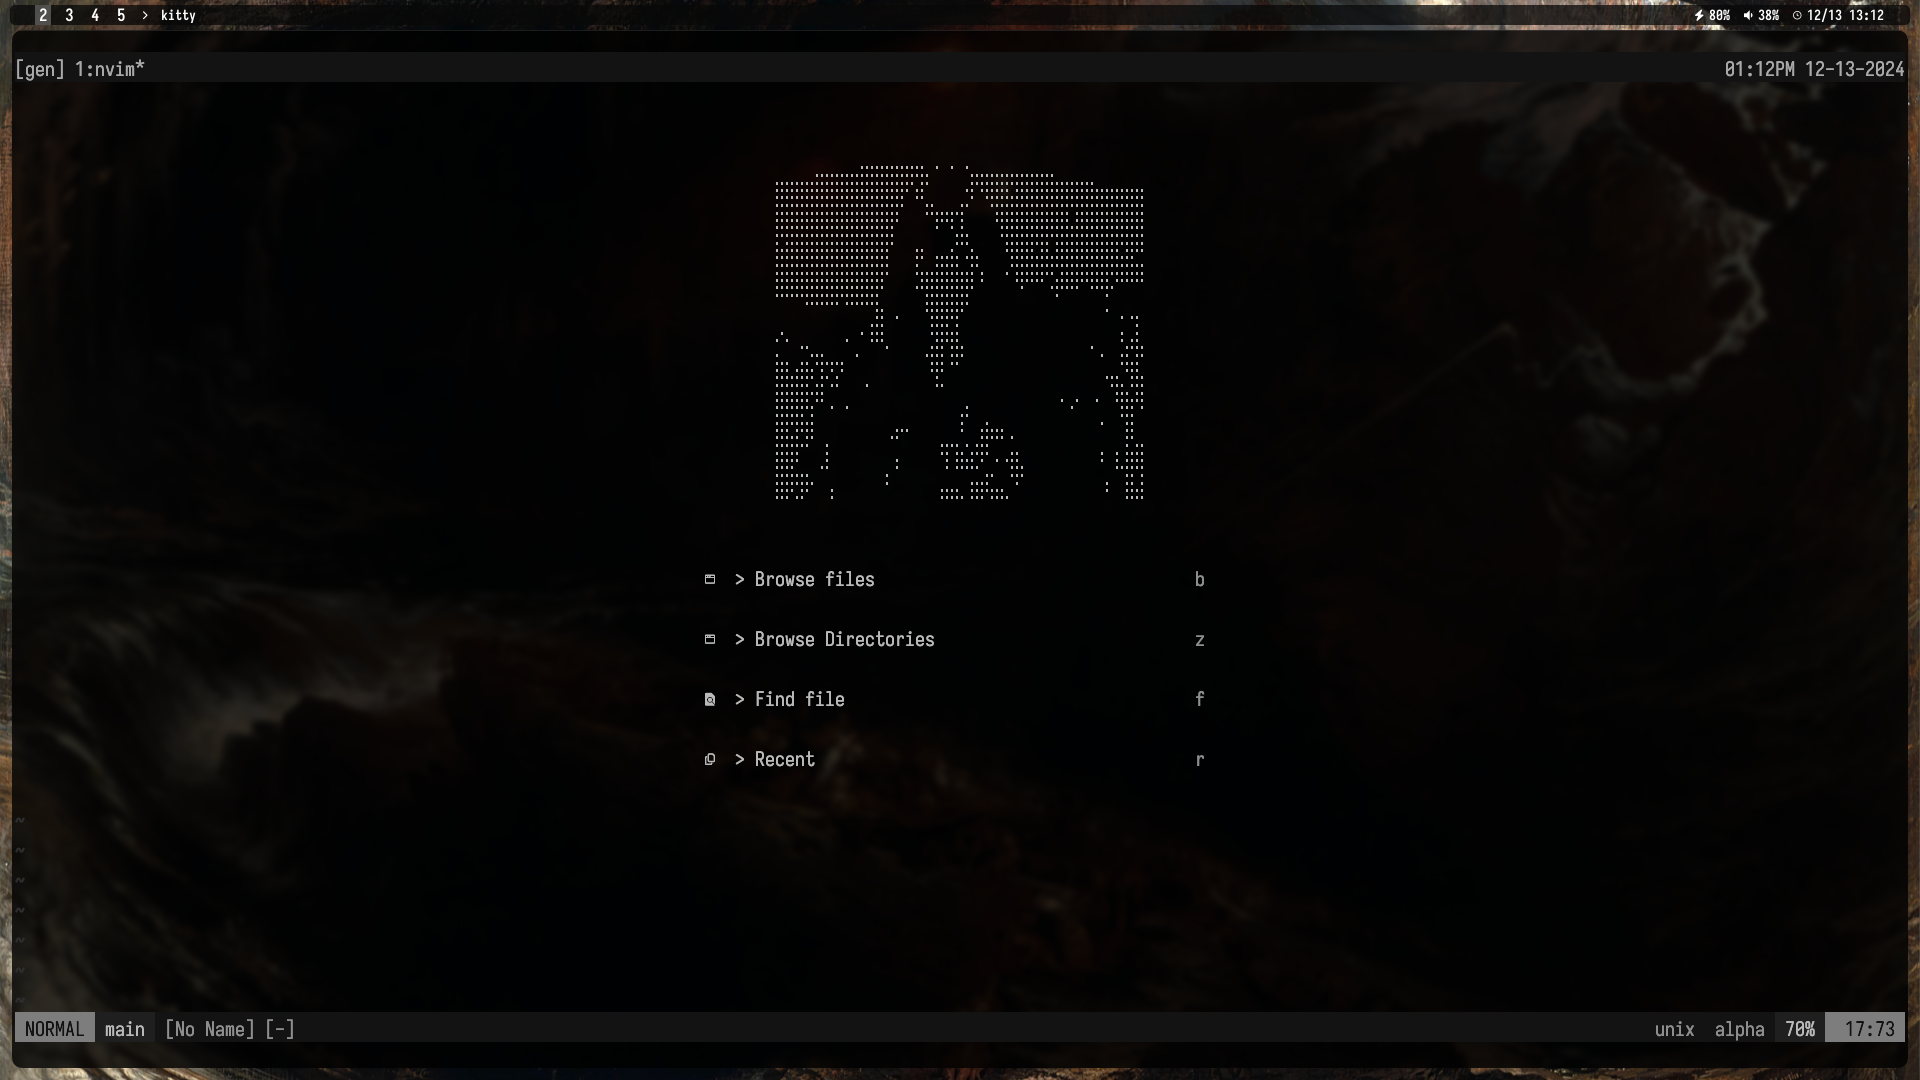 2 3 4 5 > kitty 80% 38% 12/13 13:12
[gen] 1:nvim* 01:12PM 12-13-2024
> Browse files b
> Browse Directories z
> Find file f
> Recent r
~
~
~
~
~
~
~
NORMAL main [No Name] [-] unix alpha 70% 17:73